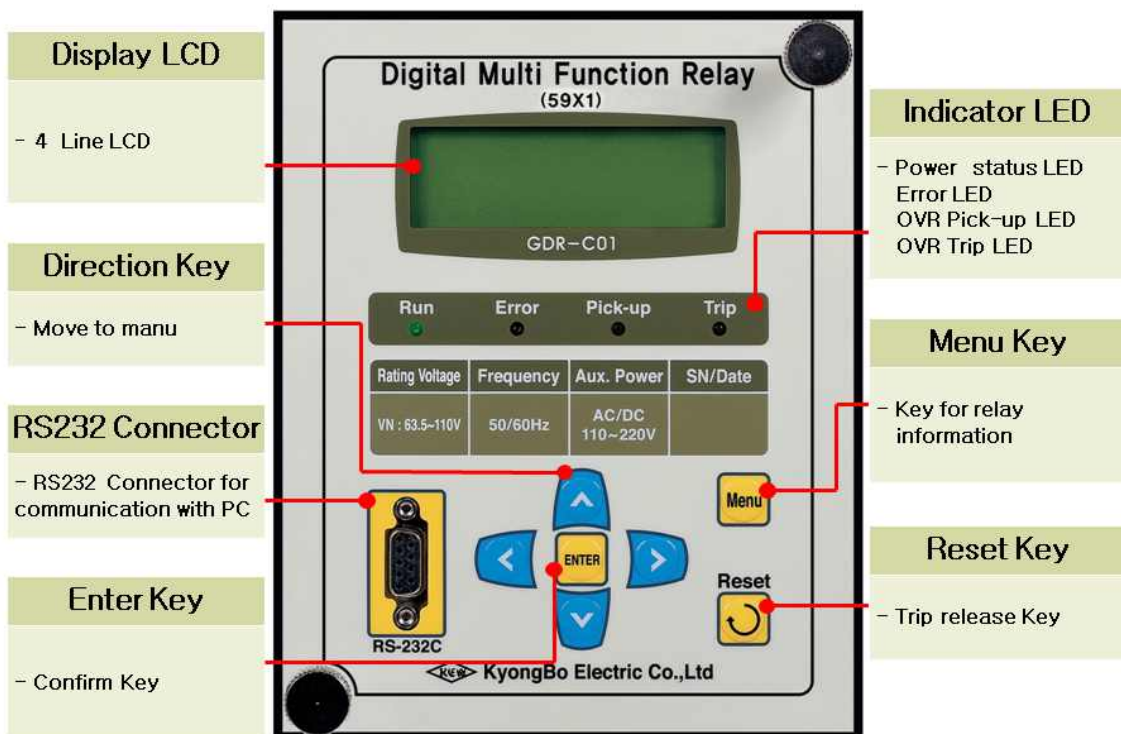 Display LCD
- 4 Line LCD
Direction Key
- Move to manu
RS232 Connector
- RS232 Connector for
communication with PC
Enter Key
- Confirm Key
Digital Multi Function Relay
(59X1)
GDR-C01
Run Error Pick-up Trip
Rating Voltage Frequency Aux. Power SN/Date
VN : 63.5~110V 50/60Hz AC/DC
110~220V
Menu
ENTER
Reset
RS-232C
KEW KyongBo Electric Co.,Ltd
Indicator LED
- Power status LED
Error LED
OVR Pick-up LED
OVR Trip LED
Menu Key
- Key for relay
information
Reset Key
- Trip release Key